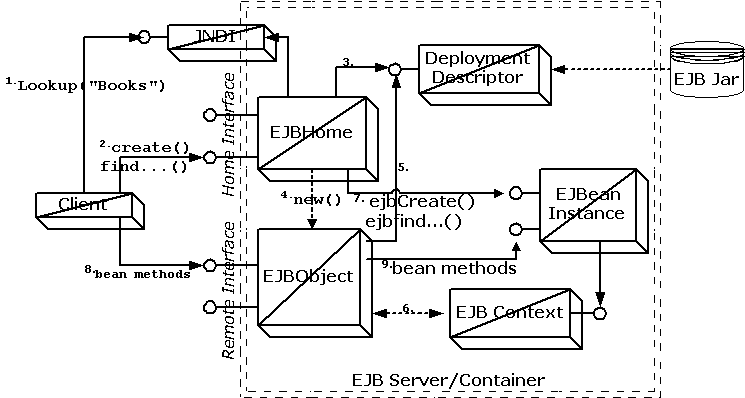 JNDI
3.
Deployment
Descriptor
EJB Jar
1.Lookup("Books")
Home Interface
EJBHome
2.create()
find...()
5.
4.new()
7. ejbCreate()
ejbfind...()
EJBean
Instance
Client
Remote Interface
8.bean methods
EJBObject
9.bean methods
6.
EJB Context
EJB Server/Container